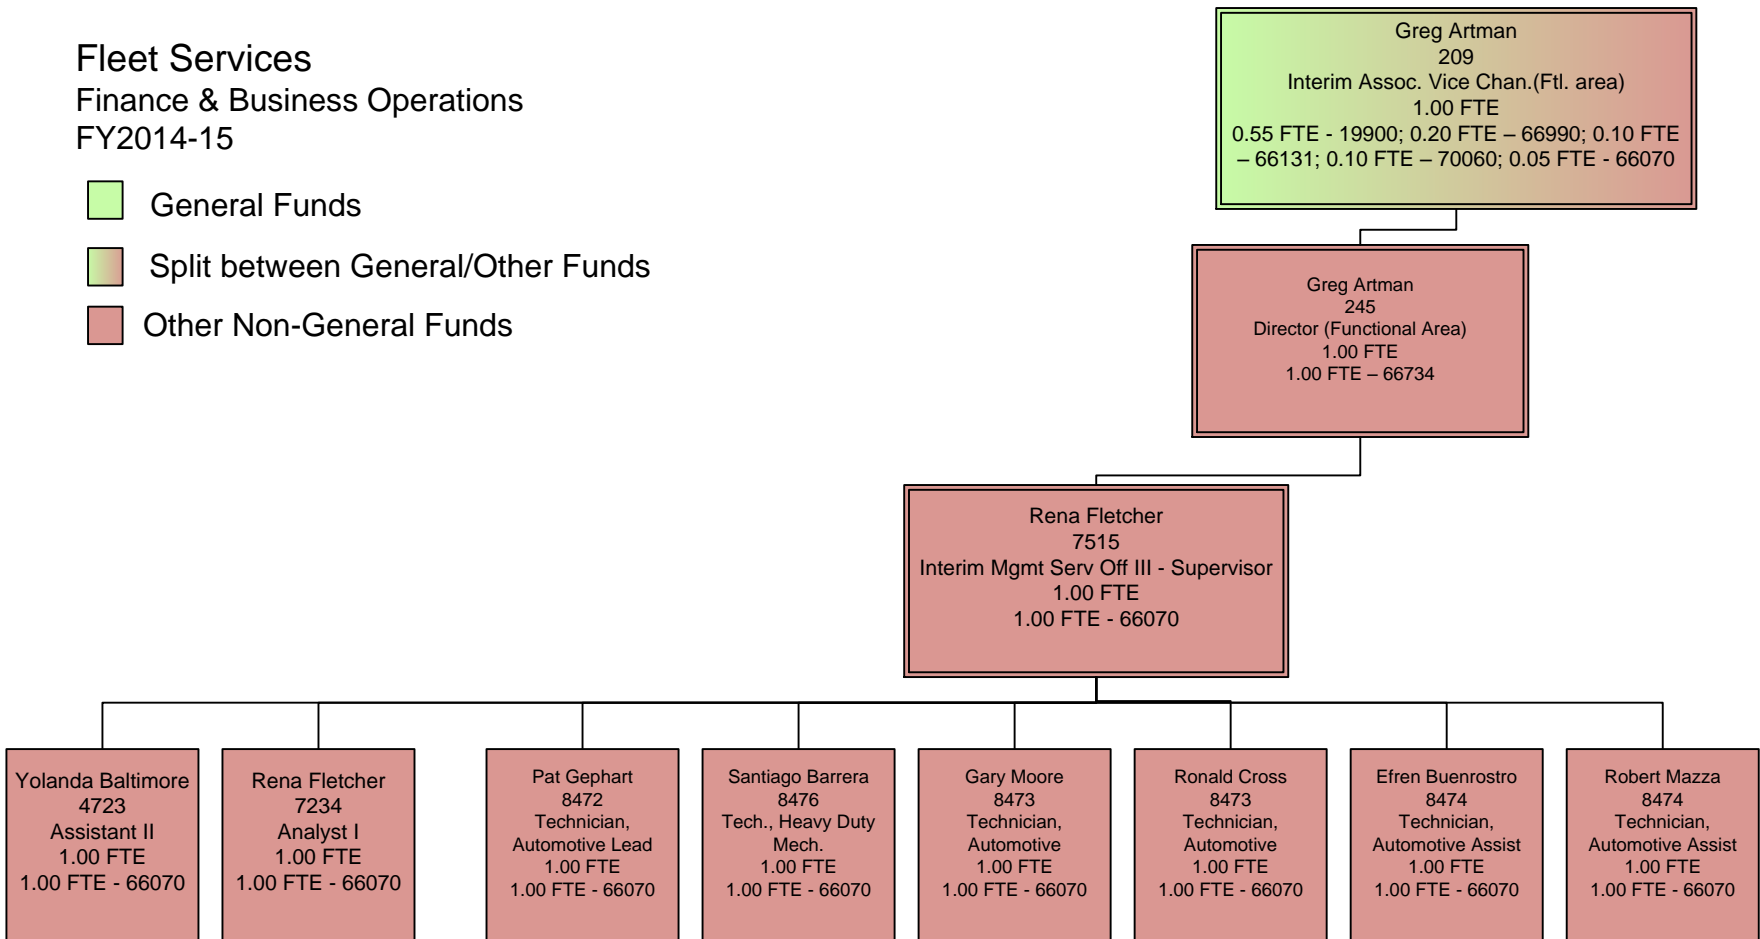 Fleet Services
Finance & Business Operations
FY2014-15
General Funds
Split between General/Other Funds
Other Non-General Funds
Greg Artman
209
Interim Assoc. Vice Chan.(Ftl. area)
1.00 FTE
0.55 FTE - 19900; 0.20 FTE – 66990; 0.10 FTE
– 66131; 0.10 FTE – 70060; 0.05 FTE - 66070
Greg Artman
245
Director (Functional Area)
1.00 FTE
1.00 FTE – 66734
Rena Fletcher
7515
Interim Mgmt Serv Off III - Supervisor
1.00 FTE
1.00 FTE - 66070
Yolanda Baltimore
4723
Assistant II
1.00 FTE
1.00 FTE - 66070
Rena Fletcher
7234
Analyst I
1.00 FTE
1.00 FTE - 66070
Pat Gephart
8472
Technician,
Automotive Lead
1.00 FTE
1.00 FTE - 66070
Santiago Barrera
8476
Tech., Heavy Duty
Mech.
1.00 FTE
1.00 FTE - 66070
Gary Moore
8473
Technician,
Automotive
1.00 FTE
1.00 FTE - 66070
Ronald Cross
8473
Technician,
Automotive
1.00 FTE
1.00 FTE - 66070
Efren Buenrostro
8474
Technician,
Automotive Assist
1.00 FTE
1.00 FTE - 66070
Robert Mazza
8474
Technician,
Automotive Assist
1.00 FTE
1.00 FTE - 66070